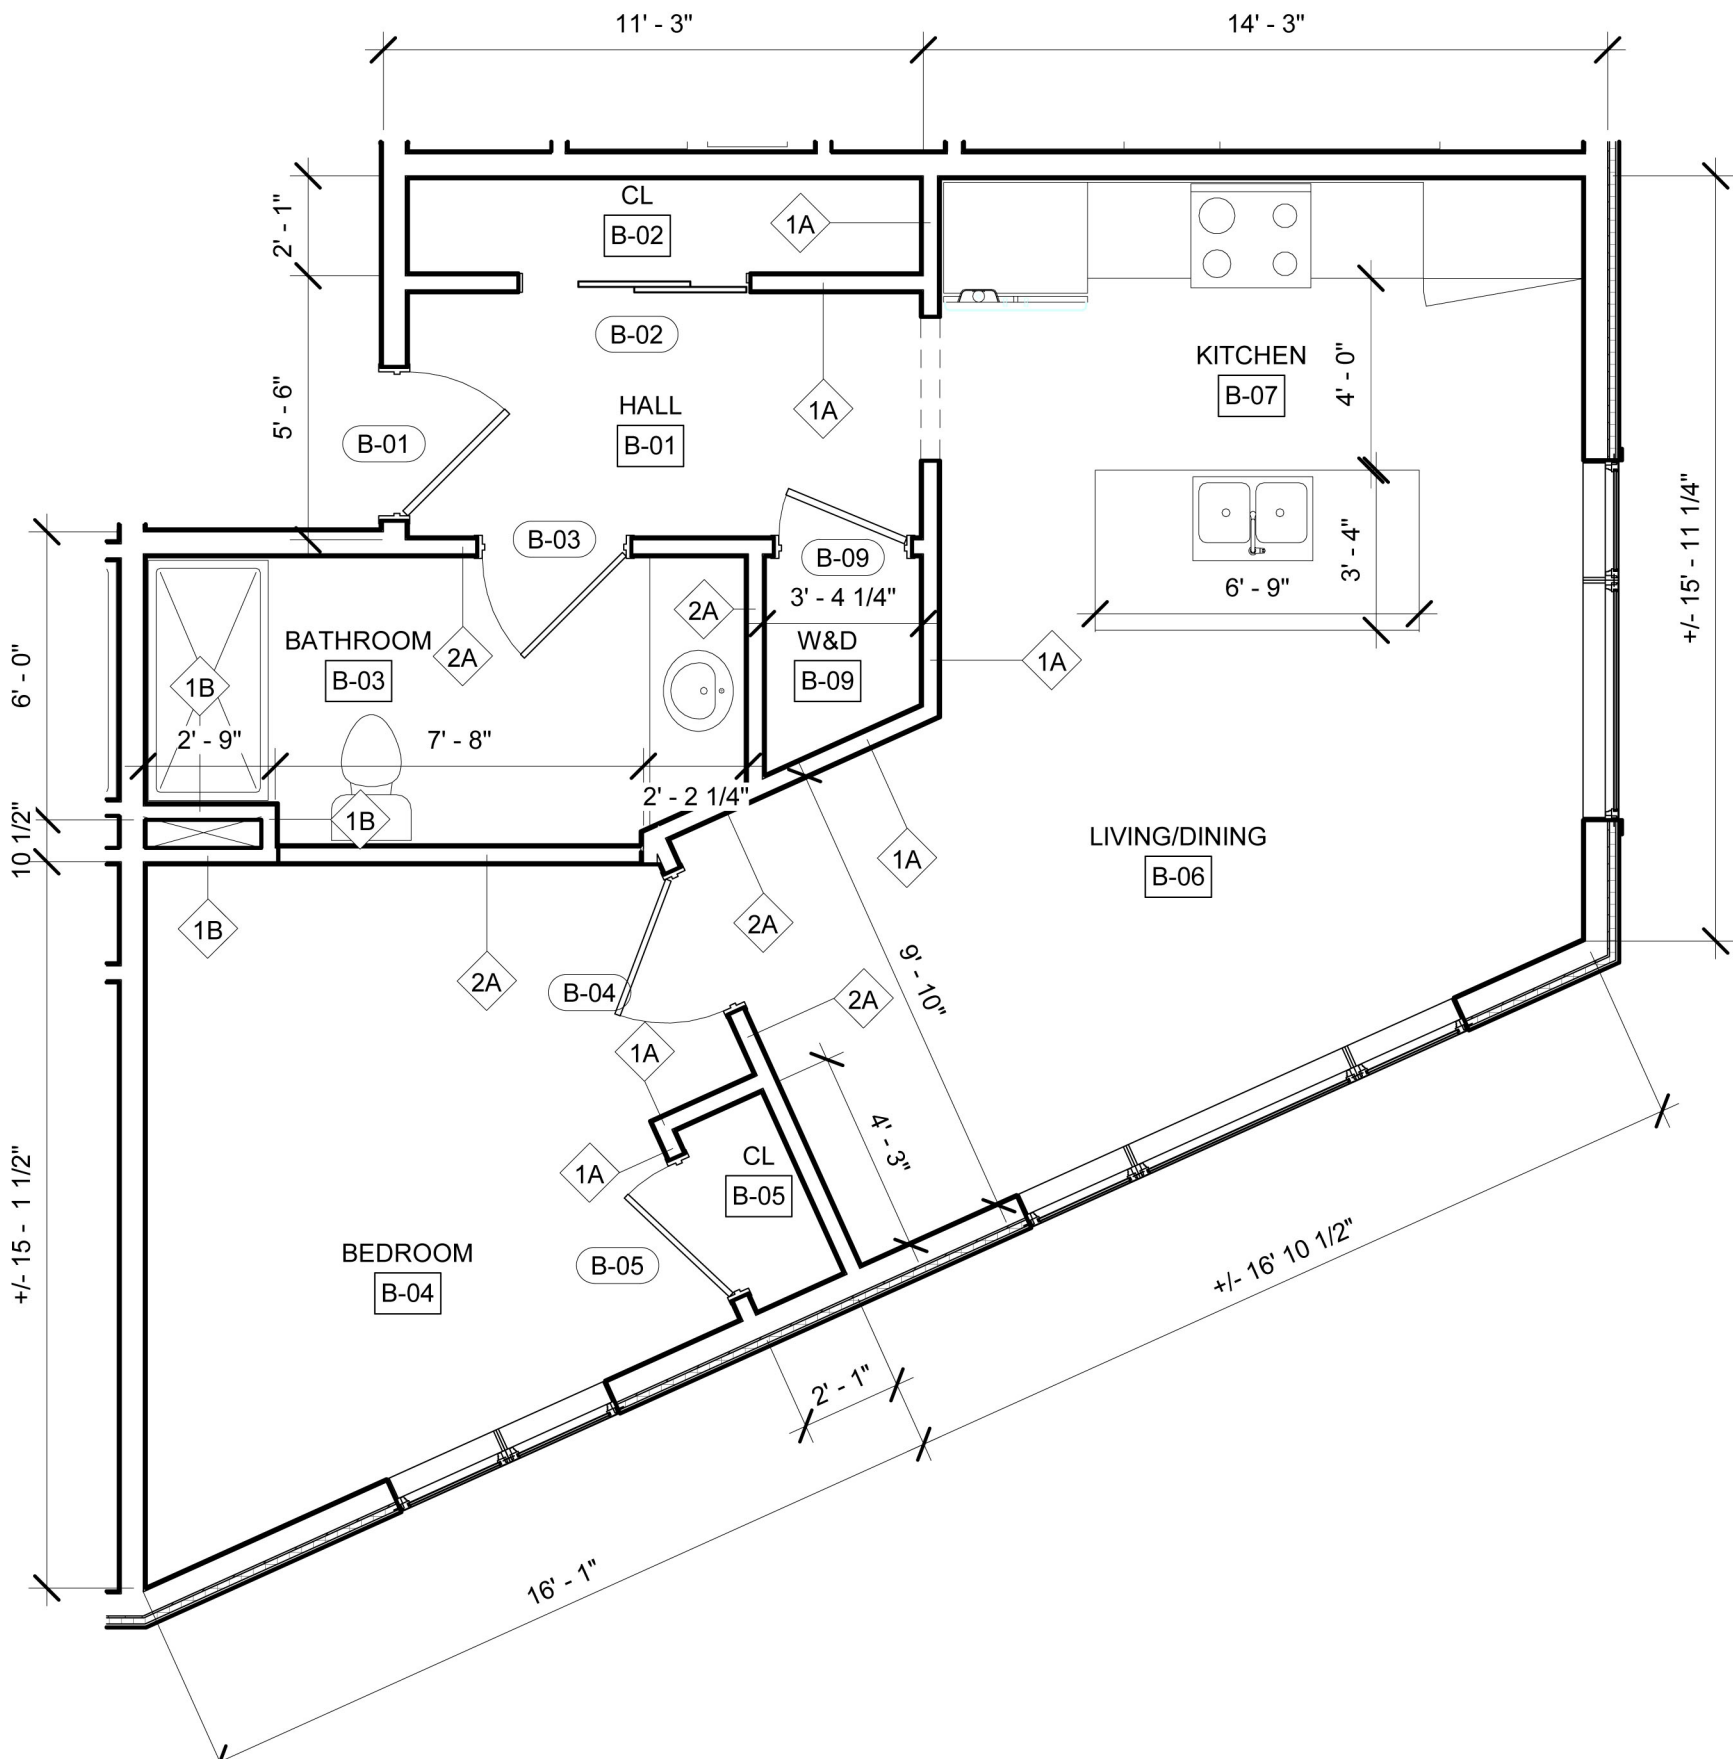 11' - 3"
14' - 3"
2' - 1"
CL
B-02
1A
B-02
5' - 6"
HALL
B-01
1A
B-01
KITCHEN
B-07
4' - 0"
+/- 15' - 11 1/4"
B-03
B-09
3' - 4"
6' - 9"
3' - 4 1/4"
2A
W&D
B-09
1A
6' - 0"
BATHROOM
B-03
2A
1B
2' - 9"
7' - 8"
2' - 2 1/4"
1B
10 1/2"
1A
LIVING/DINING
B-06
1B
2A
2A
B-04
2A
9' - 10"
1A
4' - 3"
1A
CL
B-05
B-05
+/- 15 - 1 1/2"
BEDROOM
B-04
+/- 16' 10 1/2"
2' - 1"
16' - 1"